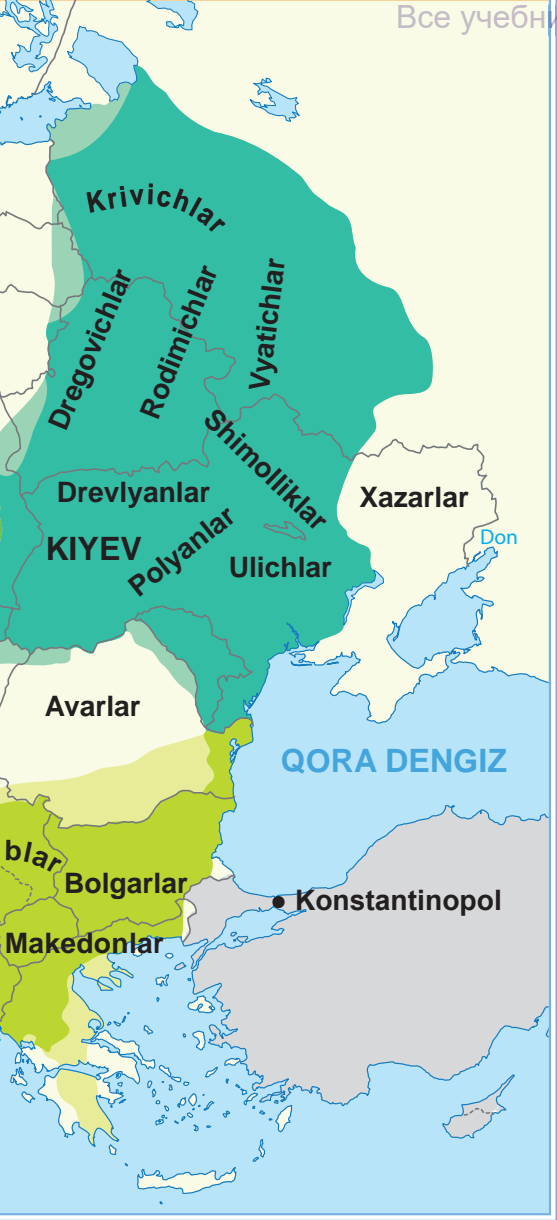 Все учебни
Krivichlar
Dregovichlar
Rodimichlar
Vyatichlar
Shimolliklar
Drevlyanlar
Xazarlar
KIYEV
Polyanlar
Ulichlar
Don
Avarlar
QORA DENGIZ
blar
Bolgarlar
Konstantinopol
Makedonlar